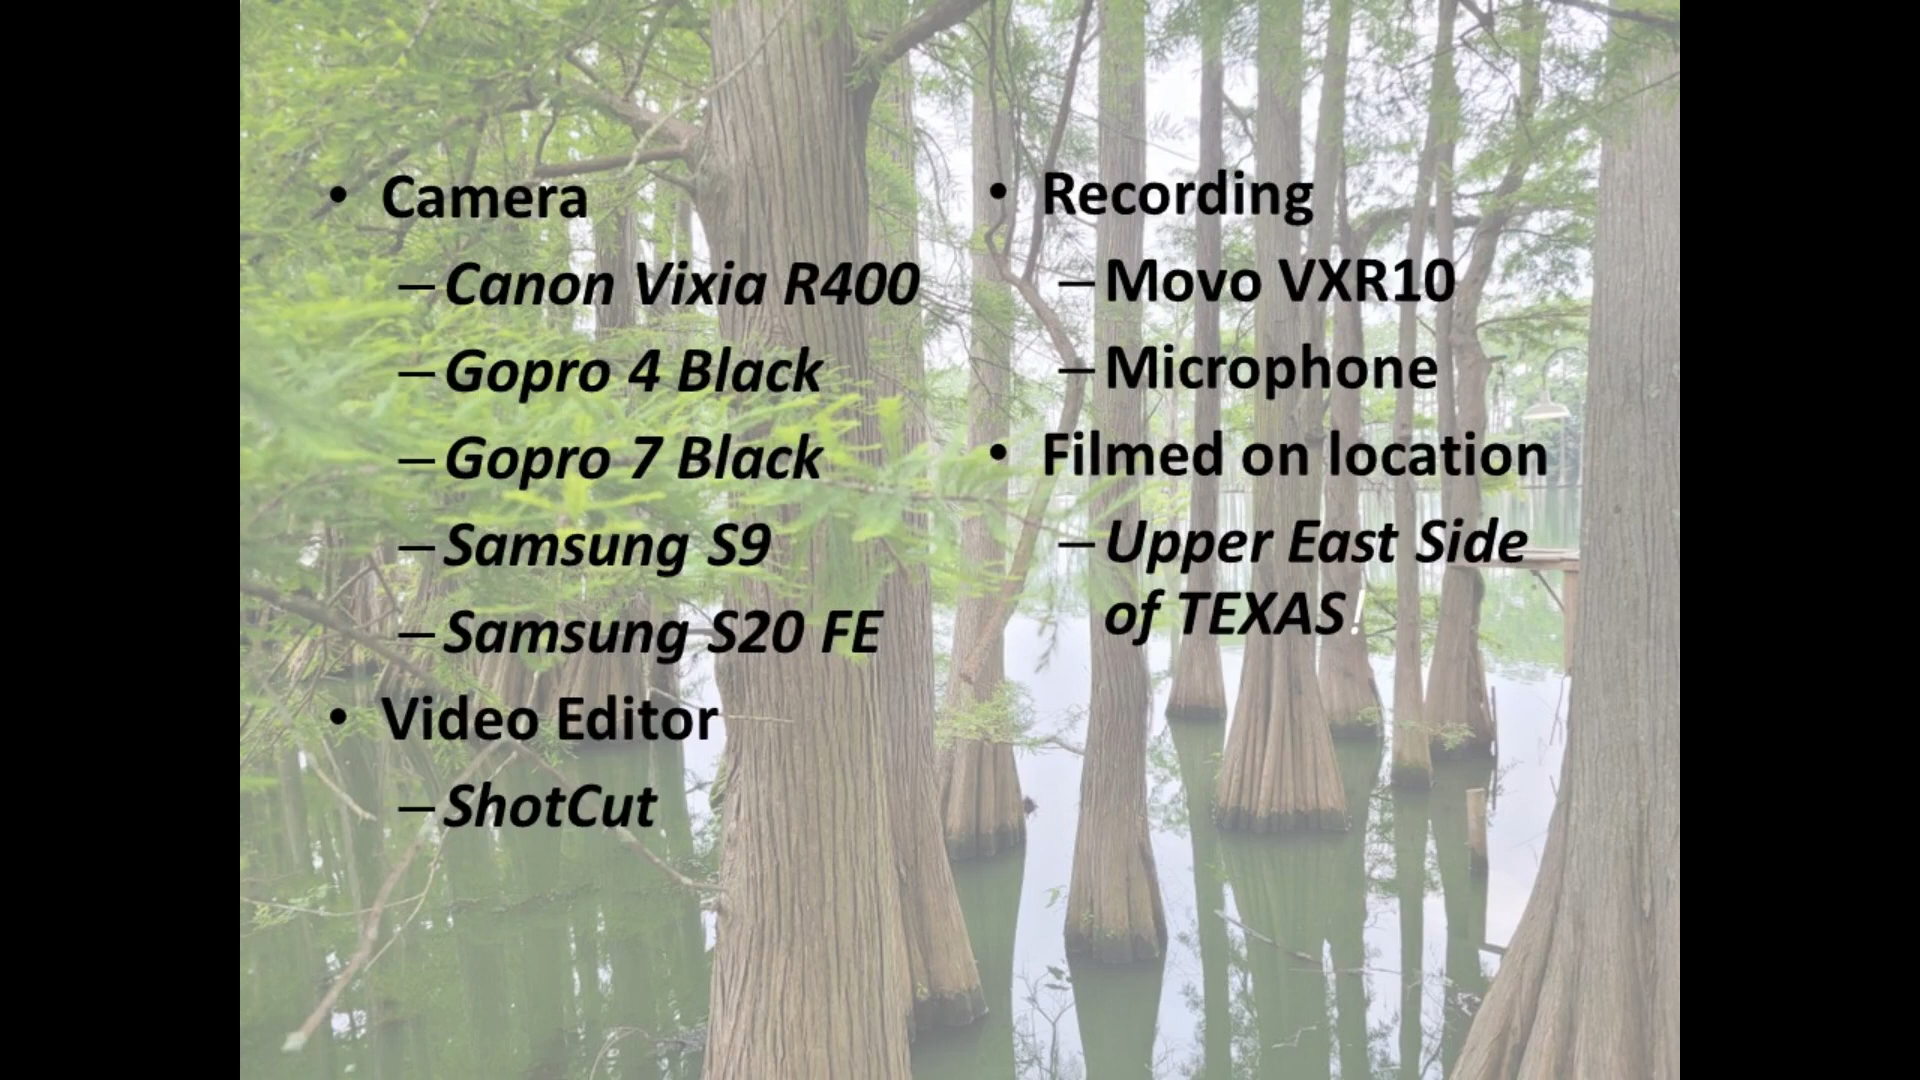 • Camera
– Canon Vixia R400
– Gopro 4 Black
– Gopro 7 Black
– Samsung S9
– Samsung S20 FE
• Video Editor
– ShotCut
• Recording
– Movo VXR10
– Microphone
• Filmed on location
– Upper East Side
of TEXAS!